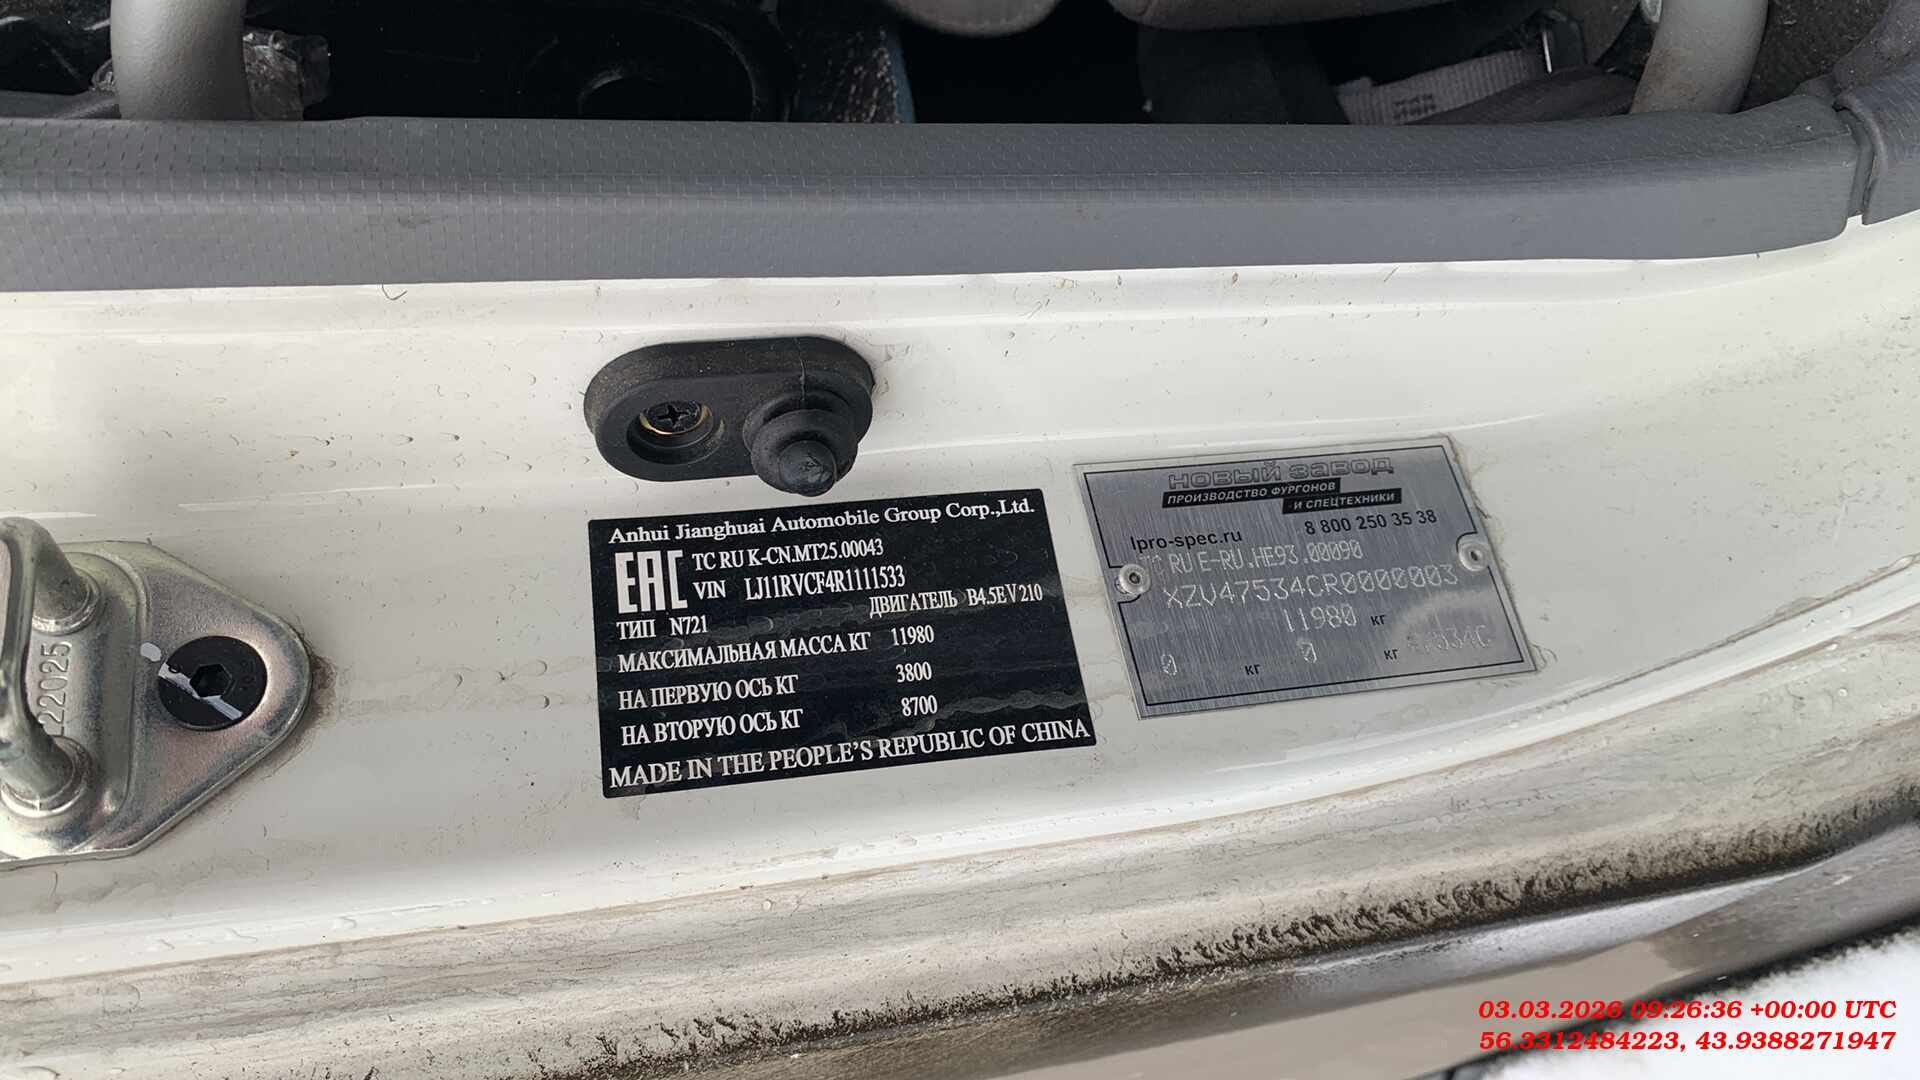 Anhui Jianghuai Automobile Group Corp.,Ltd.
EAC
TC RU K-CN.MT25.00043
VIN LJ11RVCF4R1111533
ДВИГАТЕЛЬ B4.5EV210
ТИП N721
МАКСИМАЛЬНАЯ МАССА КГ 11980
НА ПЕРВУЮ ОСЬ КГ 3800
НА ВТОРУЮ ОСЬ КГ 8700
MADE IN THE PEOPLE'S REPUBLIC OF CHINA
НОВЫЙ ЗАВОД
ПРОИЗВОДСТВО ФУРГОНОВ
И СПЕЦТЕХНИКИ
lpro-spec.ru 8 800 250 35 38
RU E-RU.HE93.00090
XZV47534CR0000003
11980 кг
0 кг 0 кг
222025
03.03.2026 09:26:36 +00:00 UTC
56.3312484223, 43.9388271947